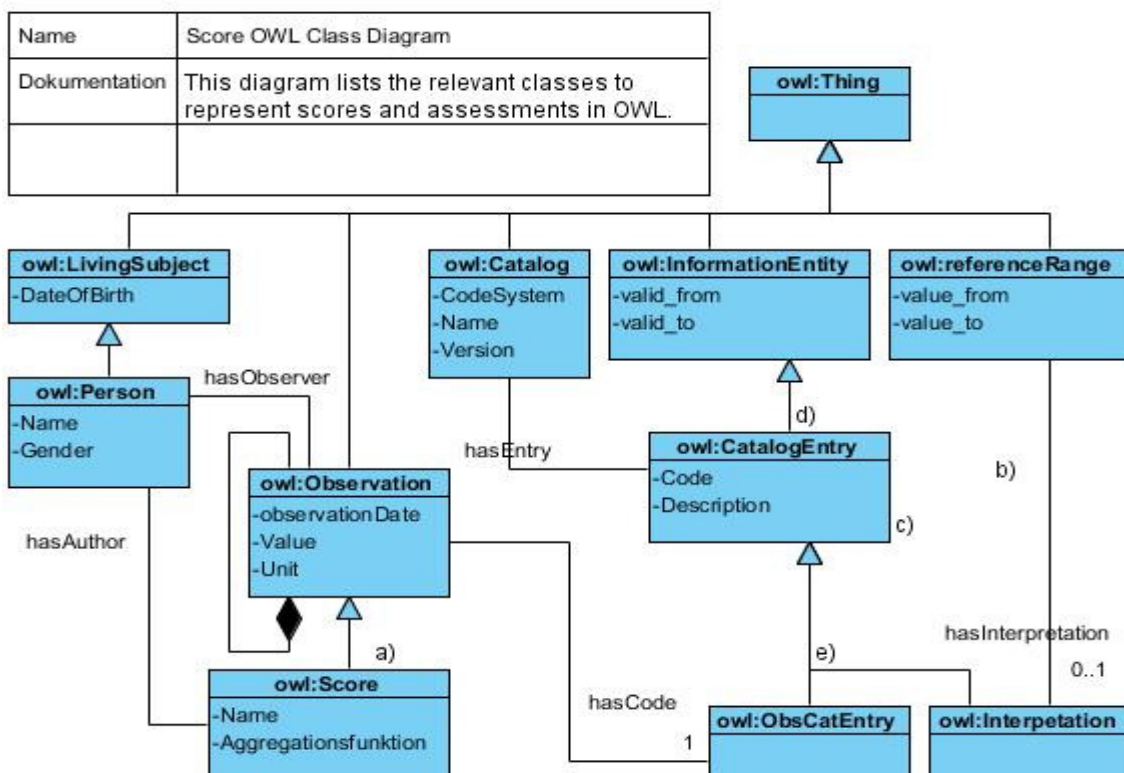 Name Score OWL Class Diagram
Dokumentation This diagram lists the relevant classes to
represent scores and assessments in OWL.
owl:Thing
owl:LivingSubject
-DateOfBirth
owl:Catalog
-CodeSystem
-Name
-Version
owl:InformationEntity
-valid_from
-valid_to
owl:referenceRange
-value_from
-value_to
owl:Person
-Name
-Gender
hasObserver
d)
hasEntry
owl:CatalogEntry
-Code
-Description
b)
c)
owl:Observation
-observationDate
-Value
-Unit
hasAuthor
a)
e)
hasInterpretation
0..1
owl:Score
-Name
-Aggregationsfunktion
hasCode
1
owl:ObsCatEntry
owl:Interpetation